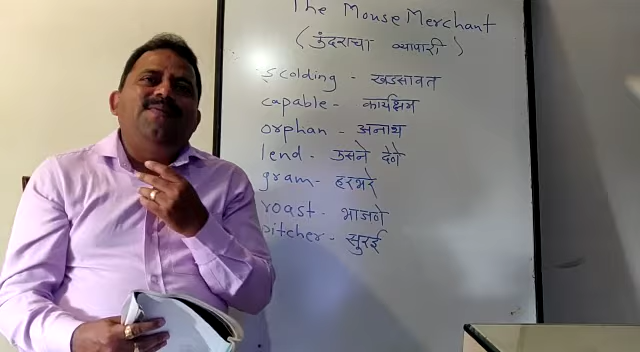 The Mouse Merchant
(कुंदराचा व्यापारी)
scolding - खडसावत
capable - कार्यक्षम
orphan - अनाथ
lend - उसने देणे
gram - हरभरे
roast - भाजणे
pitcher - सुरई